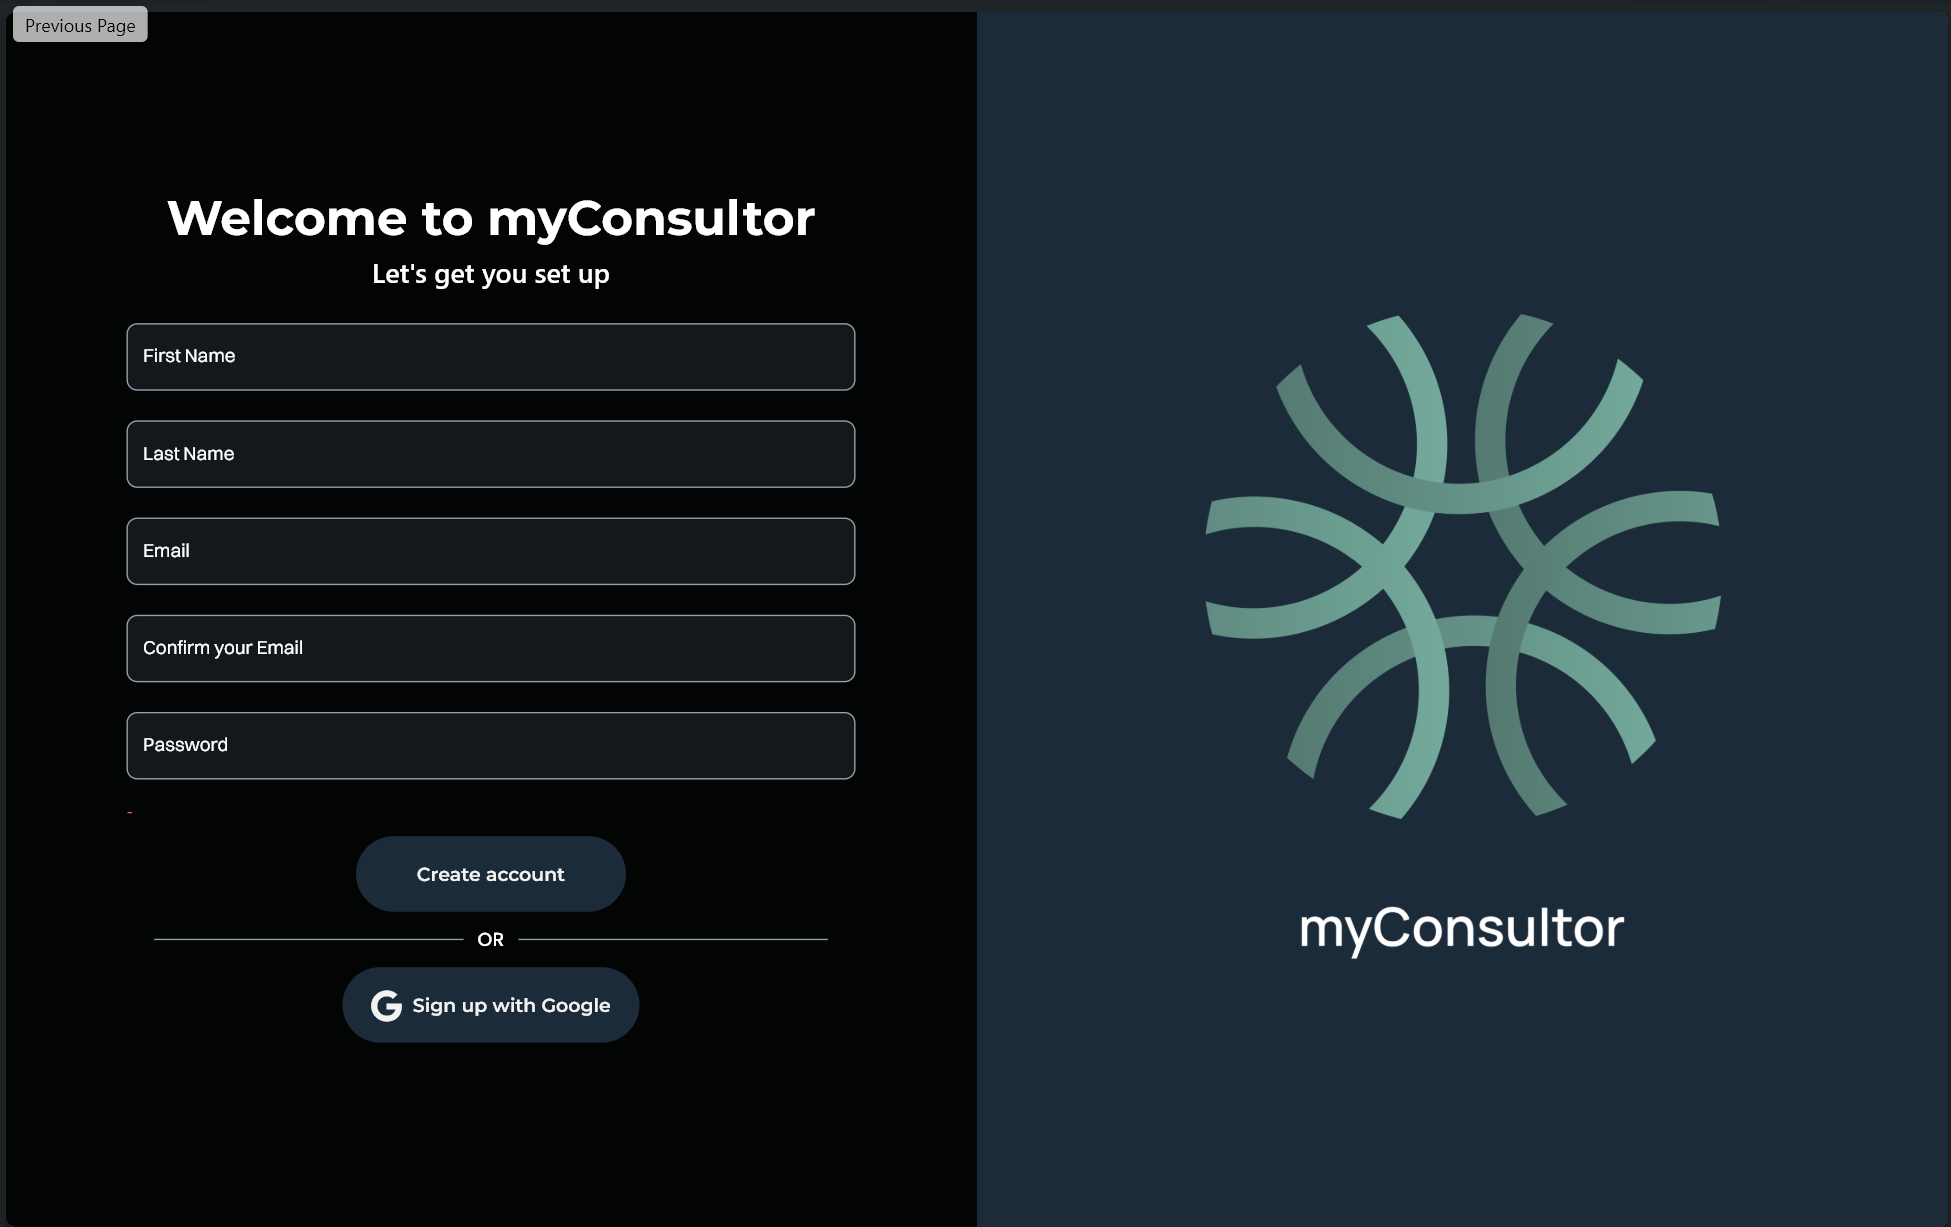 Previous Page
Welcome to myConsultor
Let's get you set up
First Name
Last Name
Email
Confirm your Email
Password
-
Create account
OR
Sign up with Google
myConsultor